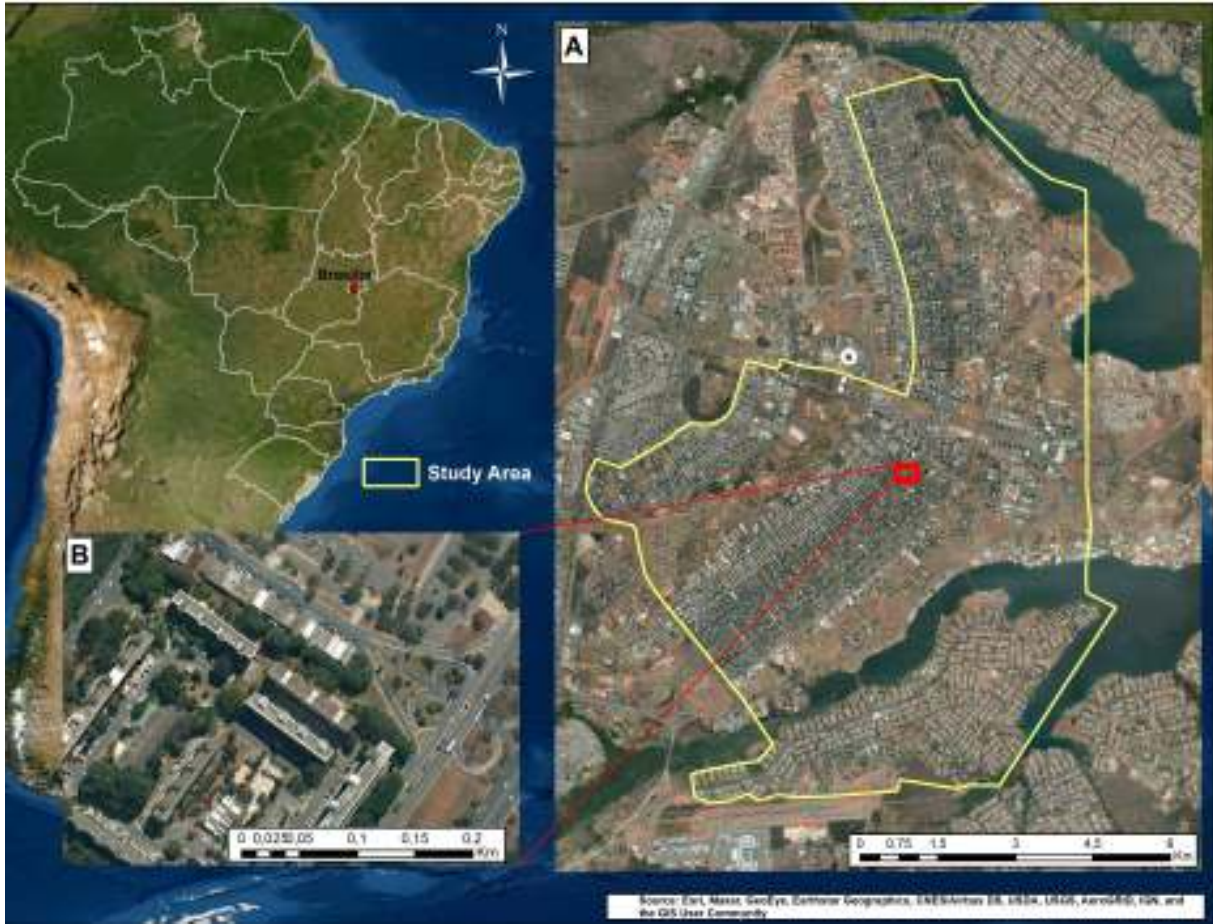 N
A
Brasília
Study Area
B
0 0,025 0,05 0,1 0,15 0,2
Km
0 0,75 1,5 3 4,5 6
Km
Source: Esri, Maxar, GeoEye, Earthstar Geographics, CNES/Airbus DS, USDA, USGS, AeroGRID, IGN, and
the GIS User Community